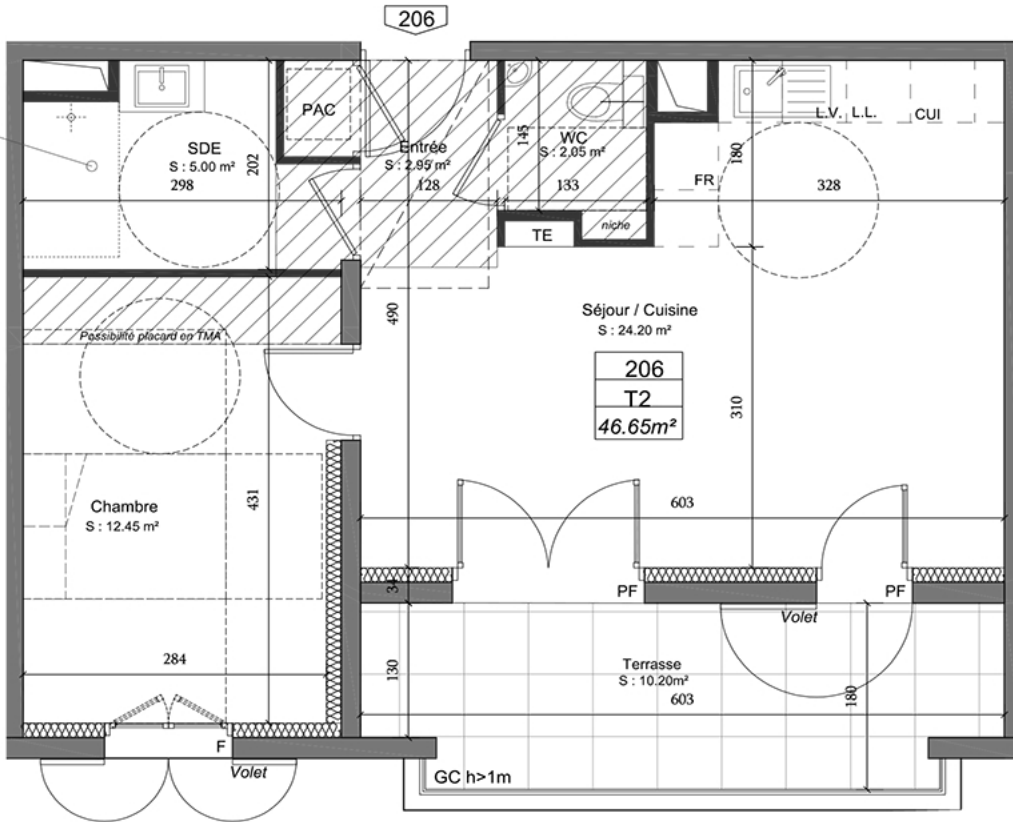 206
PAC
SDE
S : 5.00 m²
202
298
Entrée
S : 2.95 m²
128
145
WC
S : 2.05 m²
133
niche
TE
L.V.
L.L.
CUI
180
FR
328
490
Séjour / Cuisine
S : 24.20 m²
206
T2
46.65m²
310
Possibilité placard en TMA
431
Chambre
S : 12.45 m²
603
34
PF
PF
Volet
284
130
Terrasse
S : 10.20m²
603
180
F
Volet
GC h>1m